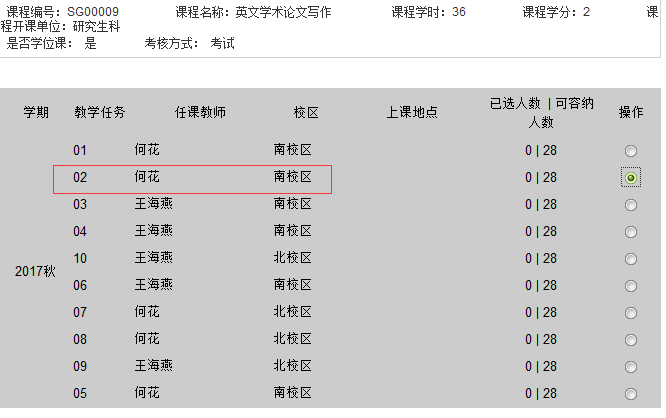 课程编号：SG00009 课程名称：英文学术论文写作 课程学时：36 课程学分：2 课
程开课单位：研究生科
是否学位课： 是 考核方式： 考试
学期 教学任务 任课教师 校区 上课地点 已选人数 | 可容纳 操作
人数
01 何花 南校区 0 | 28
02 何花 南校区 0 | 28
03 王海燕 南校区 0 | 28
04 王海燕 南校区 0 | 28
10 王海燕 北校区 0 | 28
2017秋
06 王海燕 南校区 0 | 28
07 何花 北校区 0 | 28
08 何花 北校区 0 | 28
09 王海燕 北校区 0 | 28
05 何花 南校区 0 | 28